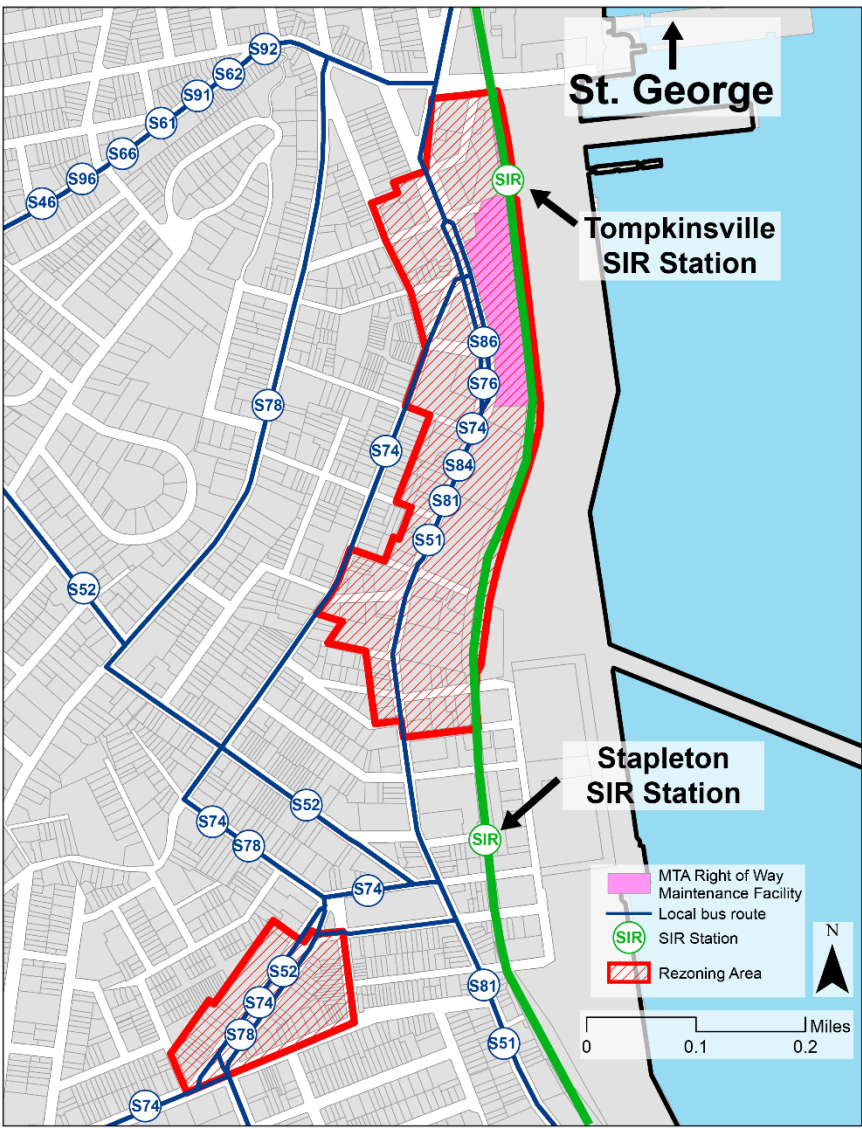 S92
S62
S91
S61
S66
S96
S46
St. George
SIR
Tompkinsville
SIR Station
S86
S76
S78
S74
S74
S84
S81
S51
S52
Stapleton
SIR Station
S52
S74
S78
SIR
S74
MTA Right of Way
Maintenance Facility
Local bus route
SIR
SIR Station
Rezoning Area
N
S52
S74
S78
S81
S51
Miles
0
0.1
0.2
S74